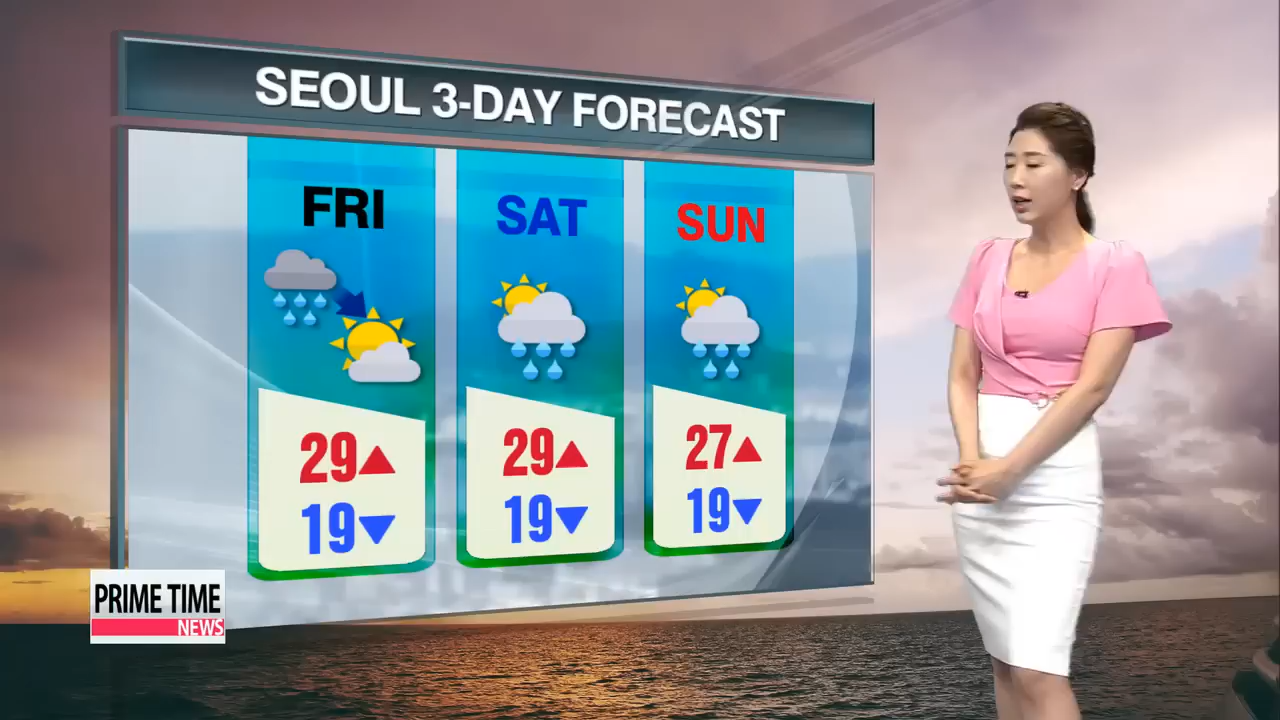 SEOUL 3-DAY FORECAST
FRI SAT SUN
29▲ 29▲ 27▲
19▼ 19▼ 19▼
PRIME TIME
NEWS